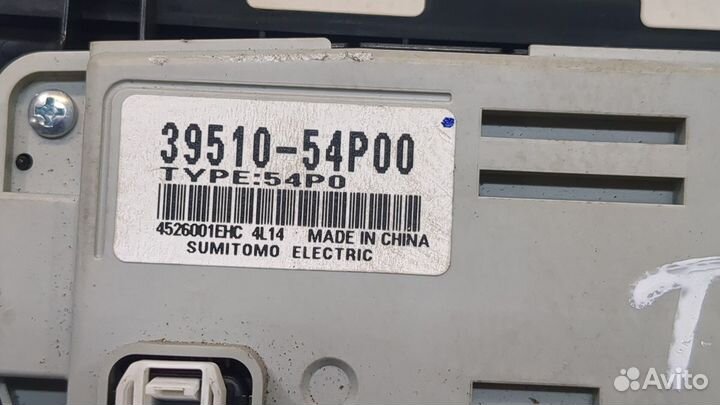 39510-54P00
TYPE:54P0
4526001EHC 4L14 MADE IN CHINA
SUMITOMO ELECTRIC
T
Avito